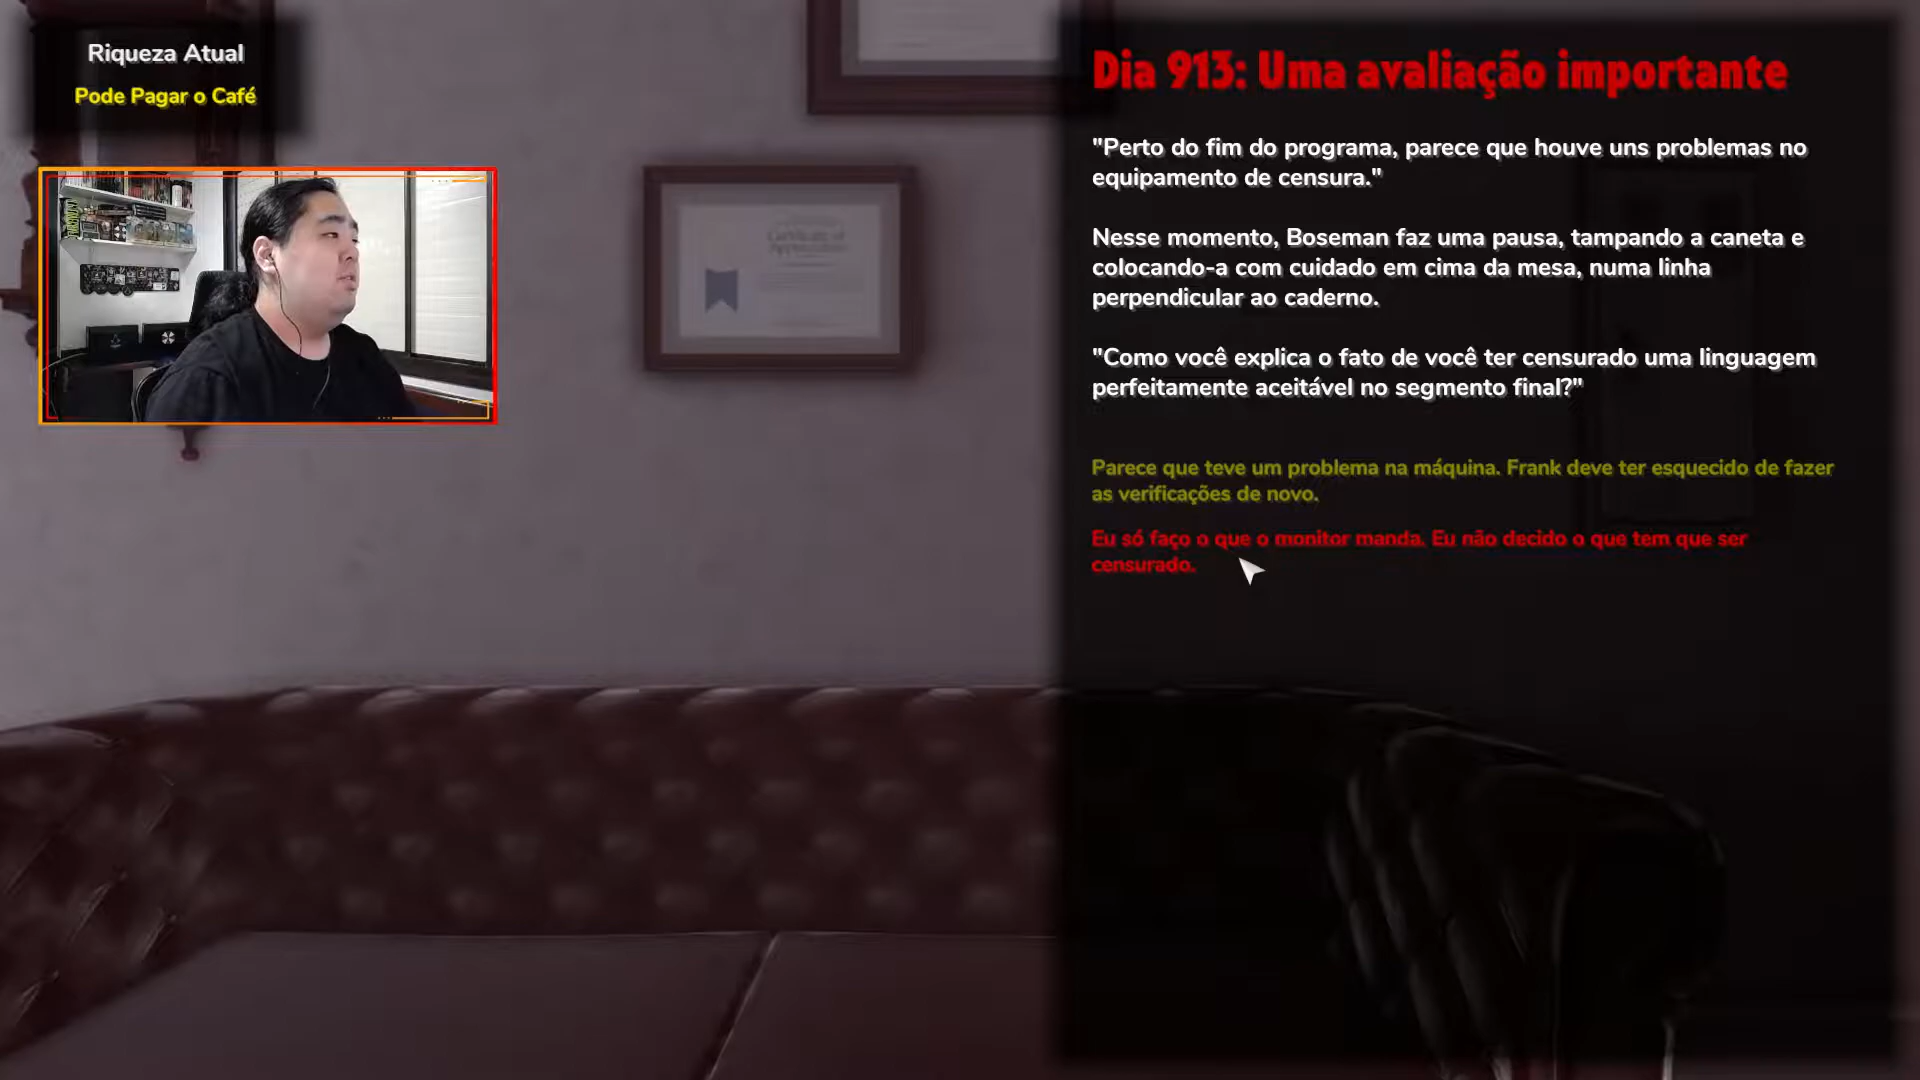 Riqueza Atual
Pode Pagar o Café
Dia 913: Uma avaliação importante
"Perto do fim do programa, parece que houve uns problemas no
equipamento de censura."
Nesse momento, Boseman faz uma pausa, tampando a caneta e
colocando-a com cuidado em cima da mesa, numa linha
perpendicular ao caderno.
"Como você explica o fato de você ter censurado uma linguagem
perfeitamente aceitável no segmento final?"
Parece que teve um problema na máquina. Frank deve ter esquecido de fazer
as verificações de novo.
Eu só faço o que o monitor manda. Eu não decido o que tem que ser
censurado.
Certificate of
Appreciation